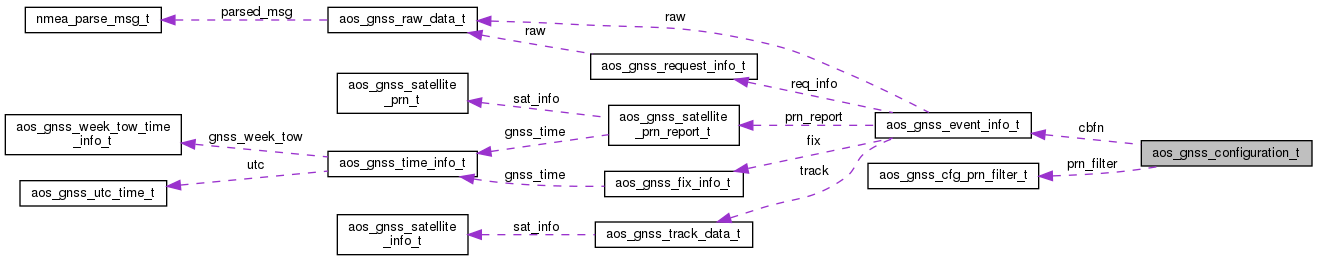 nmea_parse_msg_t
parsed_msg
aos_gnss_raw_data_t
raw
raw
aos_gnss_request_info_t
req_info
aos_gnss_satellite
_prn_t
sat_info
aos_gnss_satellite
_prn_report_t
prn_report
aos_gnss_event_info_t
cbfn
aos_gnss_configuration_t
aos_gnss_week_tow_time
_info_t
gnss_week_tow
gnss_time
aos_gnss_time_info_t
utc
aos_gnss_utc_time_t
gnss_time
aos_gnss_fix_info_t
fix
track
aos_gnss_cfg_prn_filter_t
prn_filter
aos_gnss_satellite
_info_t
sat_info
aos_gnss_track_data_t